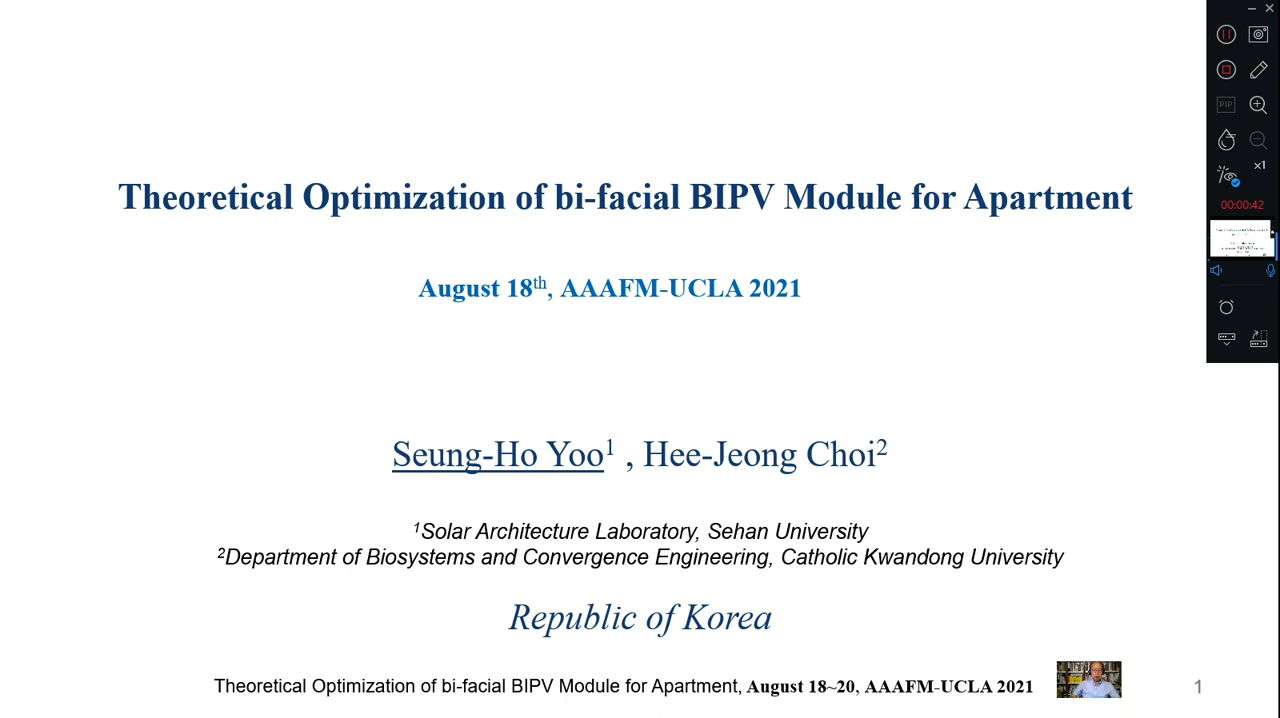 Theoretical Optimization of bi-facial BIPV Module for Apartment
August 18th, AAAFM-UCLA 2021
Seung-Ho Yoo1 , Hee-Jeong Choi2
1Solar Architecture Laboratory, Sehan University
2Department of Biosystems and Convergence Engineering, Catholic Kwandong University
Republic of Korea
Theoretical Optimization of bi-facial BIPV Module for Apartment, August 18~20, AAAFM-UCLA 2021
1
PIP
x1
00:00:42